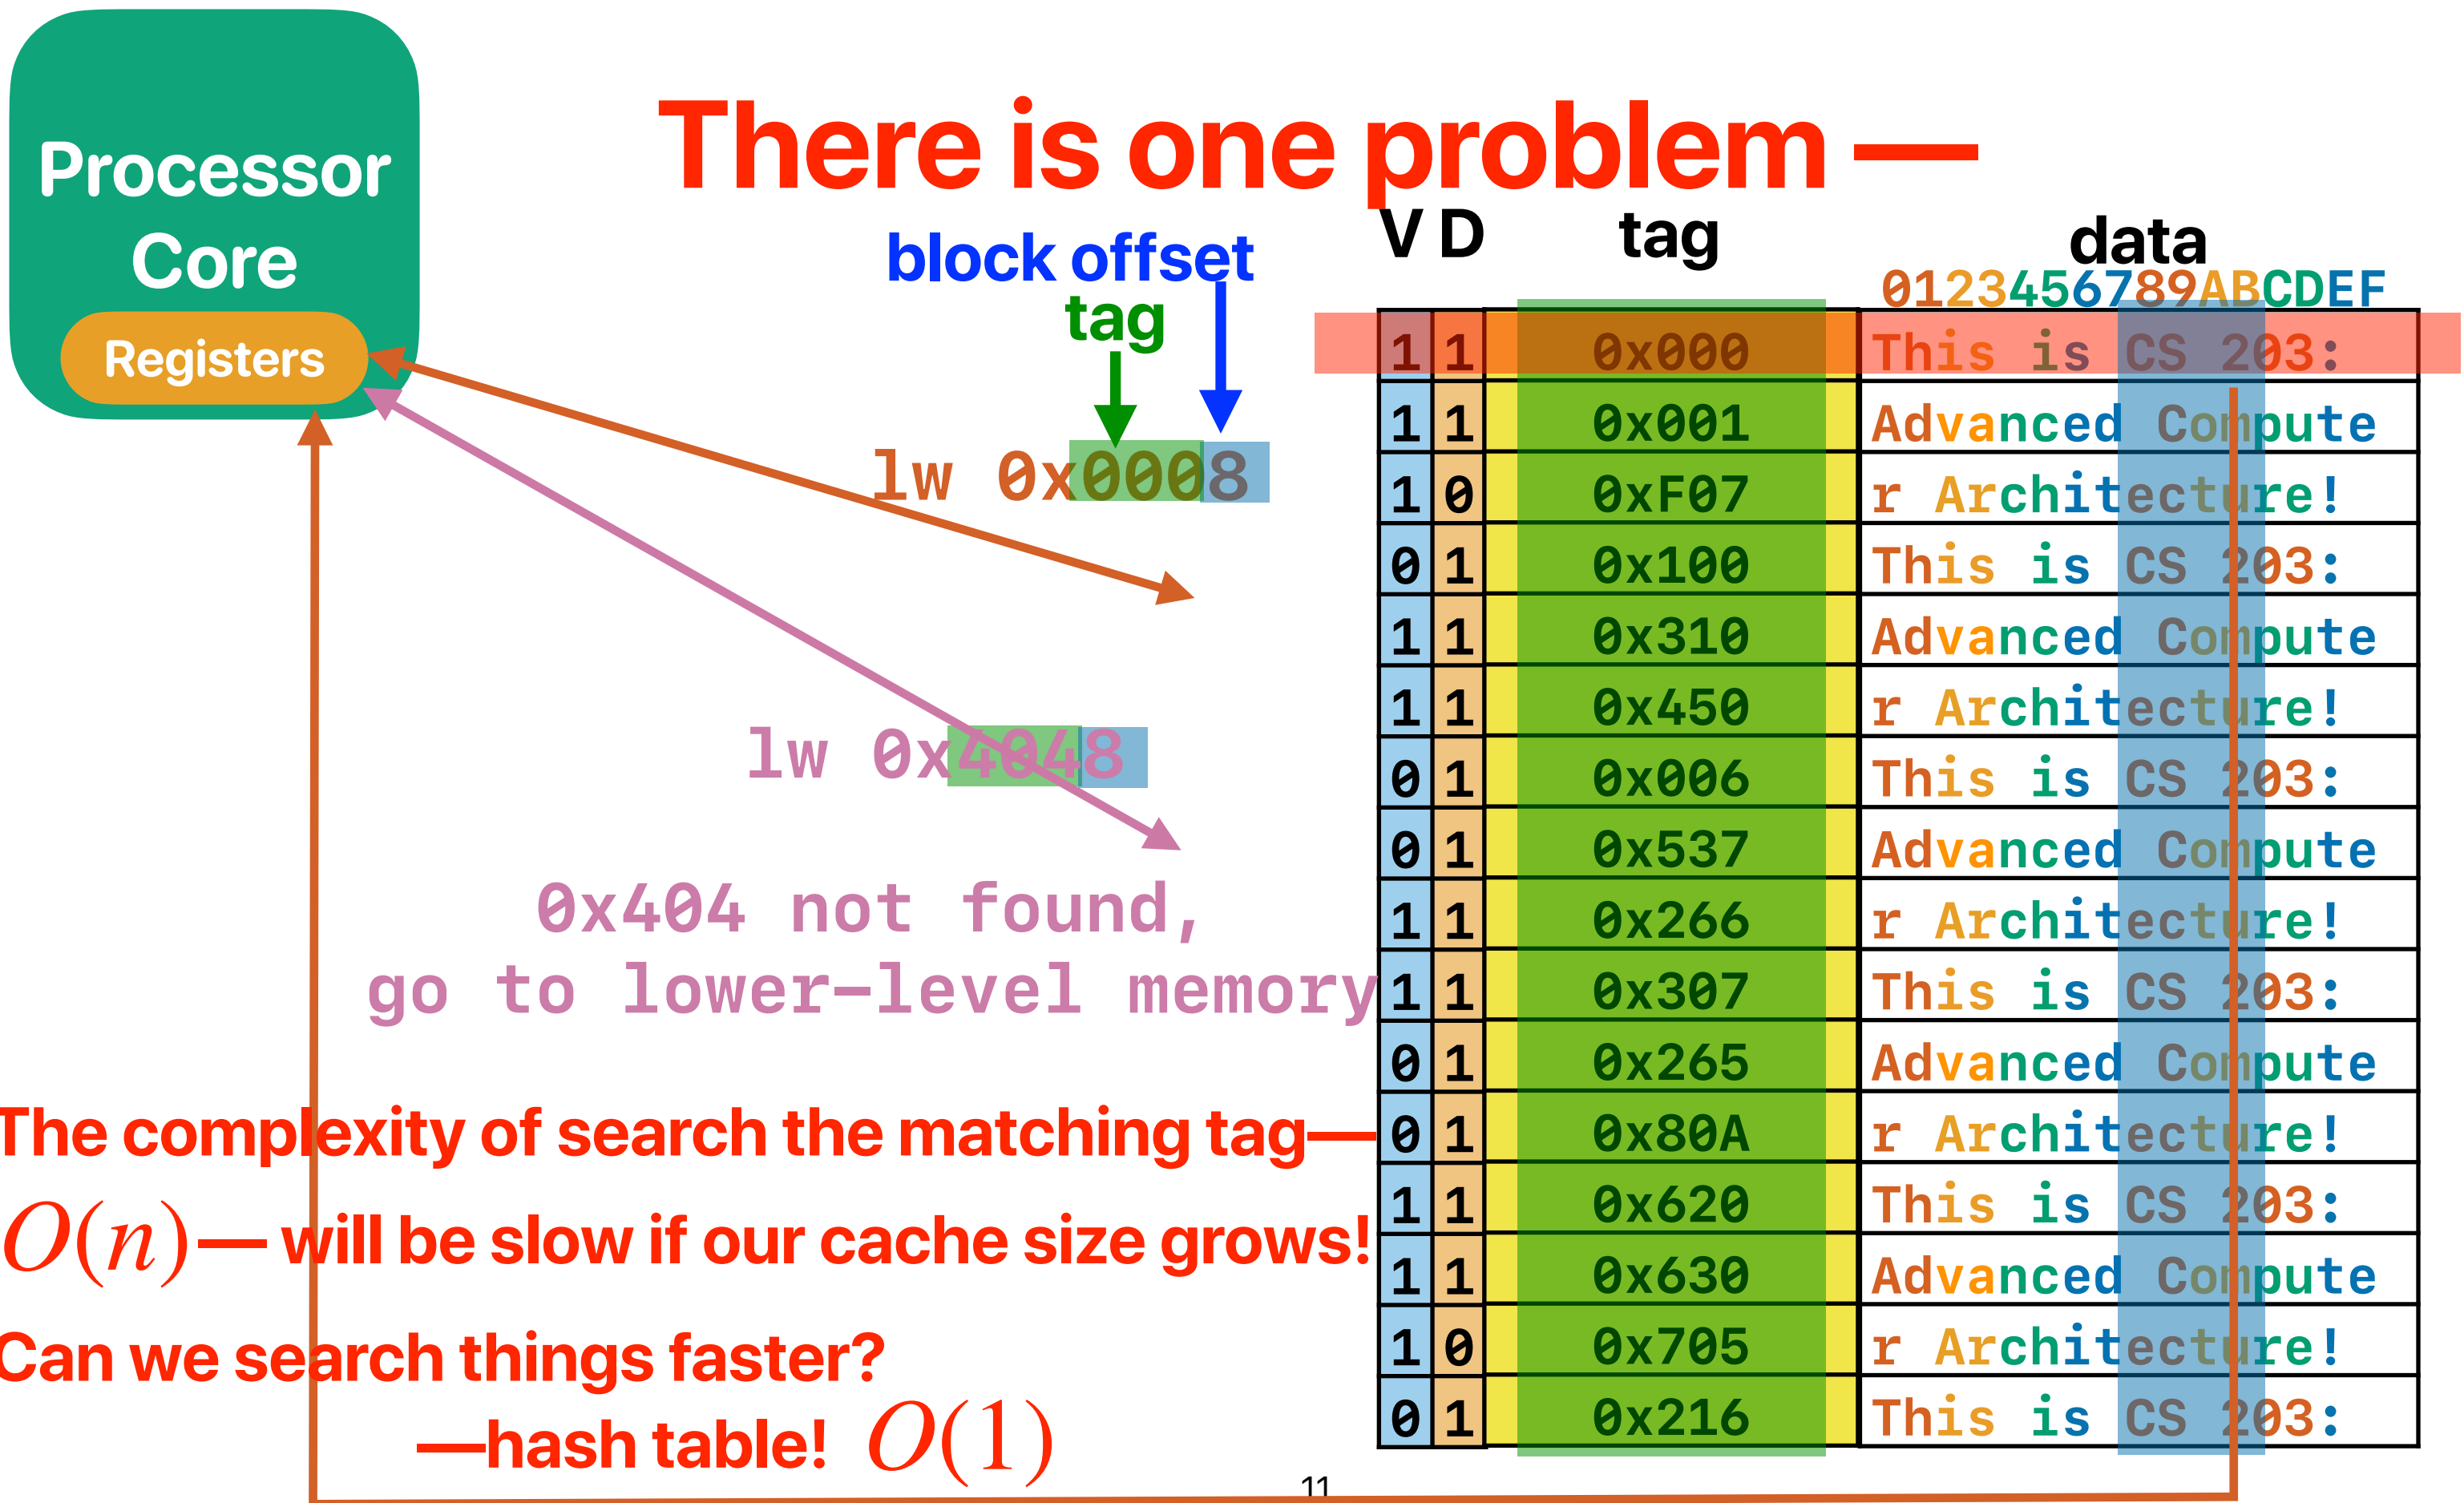 There is one problem —
Processor
Core
Registers
block offset
tag
lw 0x0008
lw 0x4048
0x404 not found,
go to lower-level memory
The complexity of search the matching tag—
O(n) — will be slow if our cache size grows!
Can we search things faster?
—hash table! O(1)
V D tag data
0123456789ABCDEF
1 1 0x000 This is CS 203:
1 1 0x001 Advanced Compute
1 0 0xF07 r Architecture!
0 1 0x100 This is CS 203:
1 1 0x310 Advanced Compute
1 1 0x450 r Architecture!
0 1 0x006 This is CS 203:
0 1 0x537 Advanced Compute
1 1 0x266 r Architecture!
1 1 0x307 This is CS 203:
0 1 0x265 Advanced Compute
0 1 0x80A r Architecture!
1 1 0x620 This is CS 203:
1 1 0x630 Advanced Compute
1 0 0x705 r Architecture!
0 1 0x216 This is CS 203:
11